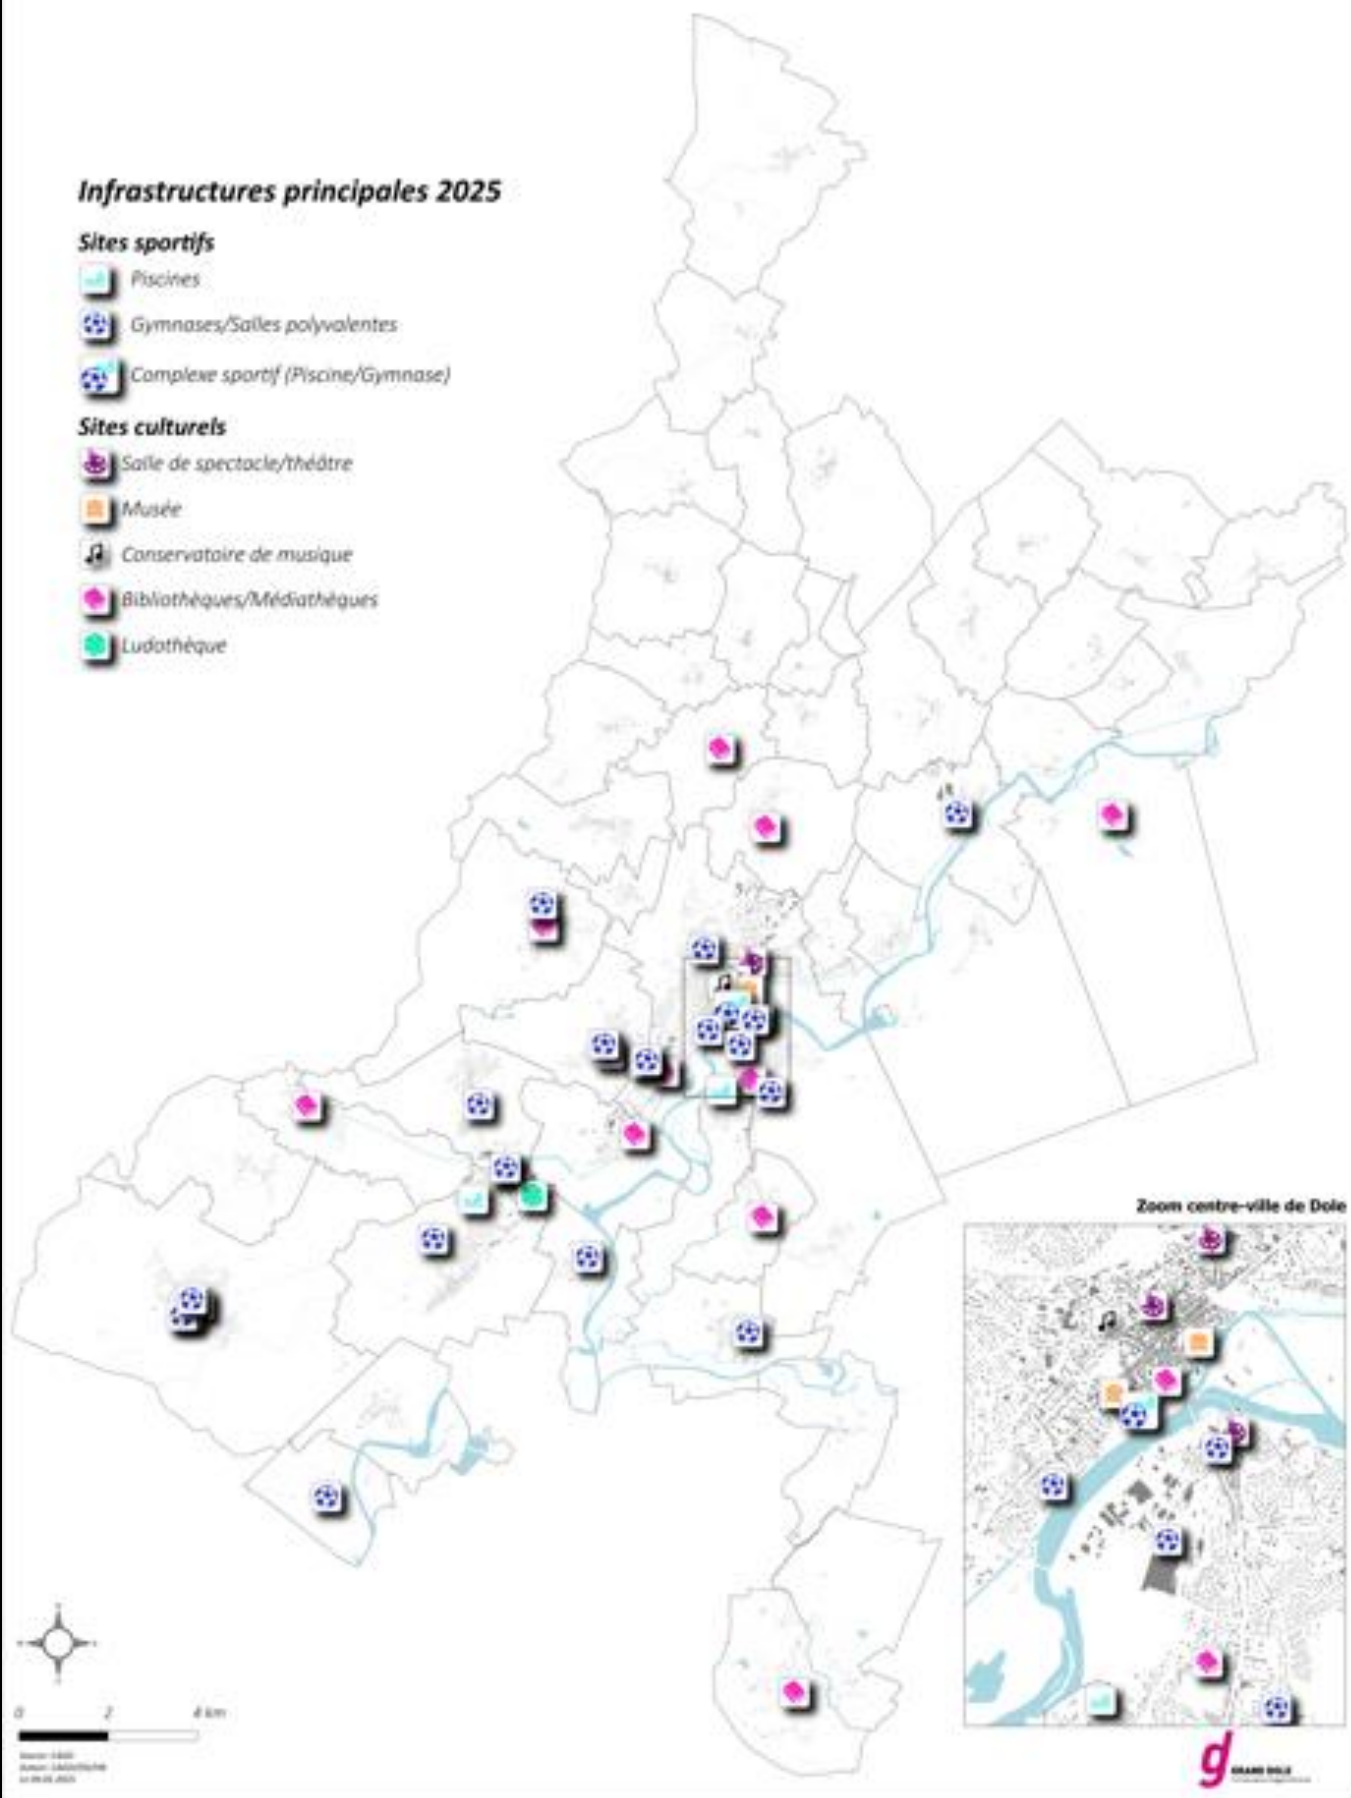 Infrastructures principales 2025
Sites sportifs
Piscines
Gymnases/Salles polyvalentes
Complexe sportif (Piscine/Gymnase)
Sites culturels
Salle de spectacle/théâtre
Musée
Conservatoire de musique
Bibliothèques/Médiathèques
Ludothèque
Zoom centre-ville de Dole
0 2 4 km
gd
GRAND DOLE